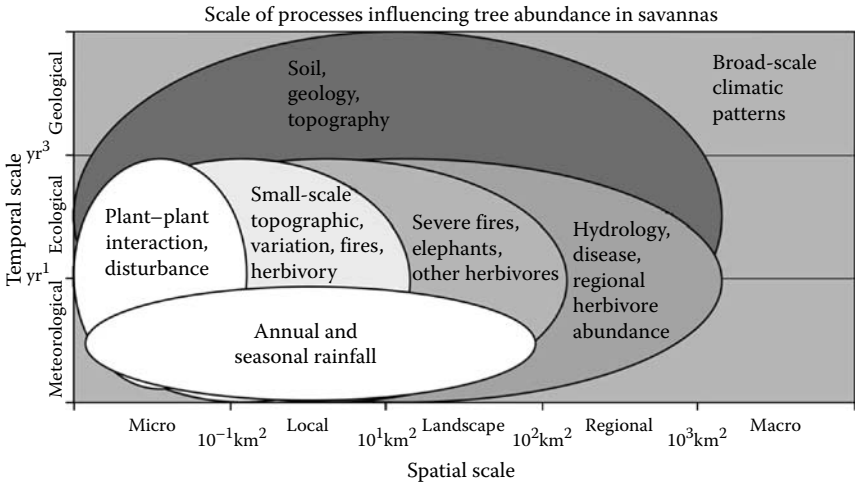 Scale of processes influencing tree abundance in savannas
Temporal scale
Geological
Ecological
Meteorological
yr³
yr¹
Broad-scale
climatic
patterns
Soil,
geology,
topography
Plant–plant
interaction,
disturbance
Small-scale
topographic,
variation, fires,
herbivory
Severe fires,
elephants,
other herbivores
Hydrology,
disease,
regional
herbivore
abundance
Annual and
seasonal rainfall
Micro
Local
Landscape
Regional
Macro
10⁻¹km²
10¹km²
10²km²
10³km²
Spatial scale